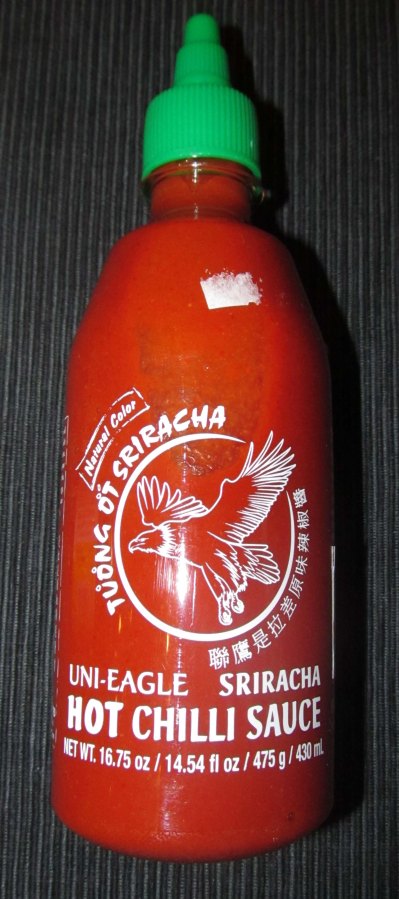 Natural Color
TUÔNG ỚT SRIRACHA
聯鷹是拉差原味辣椒醬
UNI-EAGLE SRIRACHA
HOT CHILLI SAUCE
NET WT. 16.75 oz / 14.54 fl oz / 475 g / 430 mL